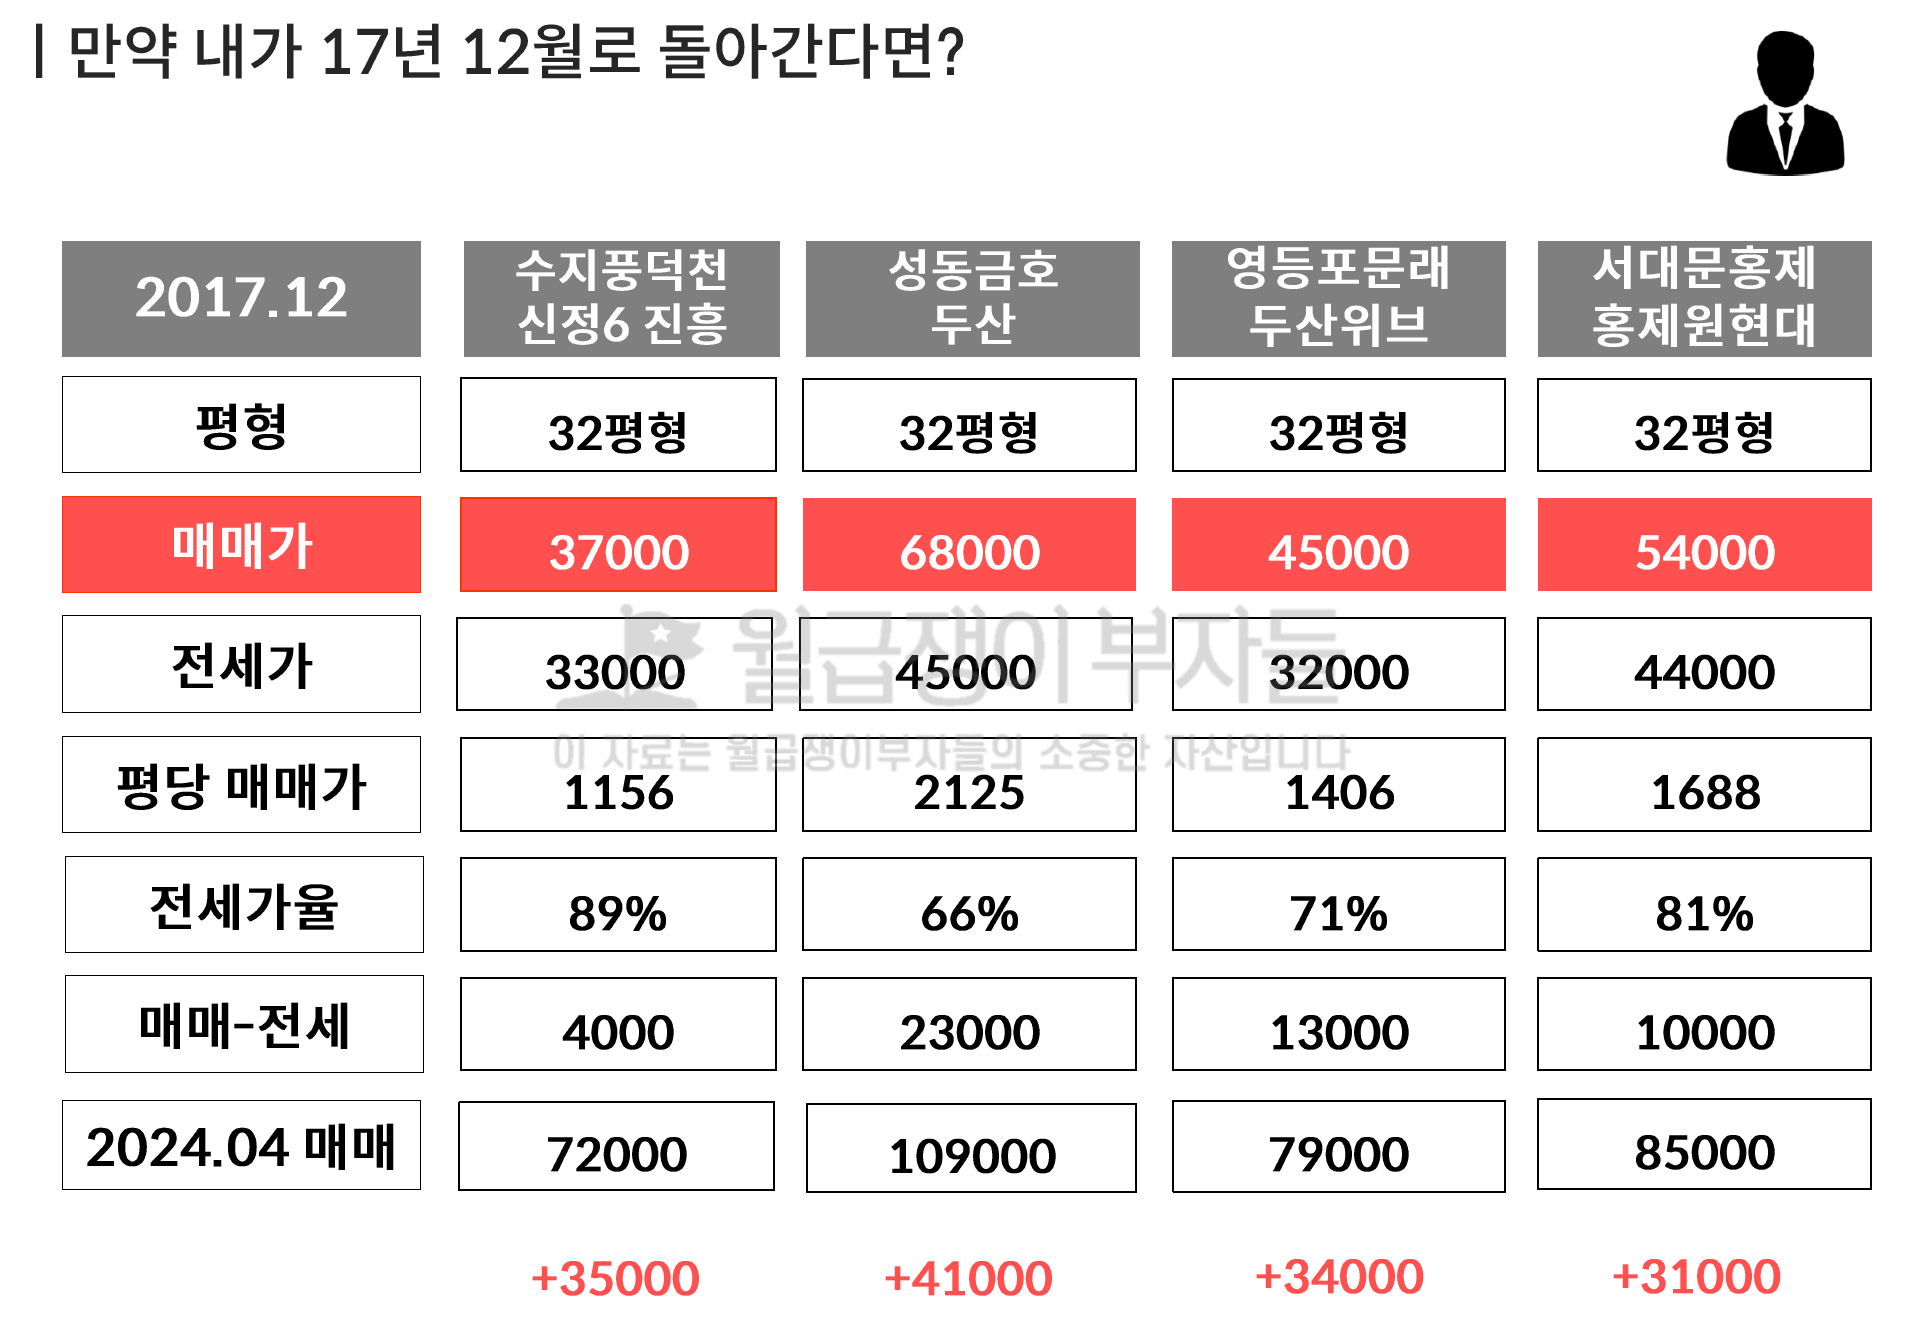 | 만약 내가 17년 12월로 돌아간다면?
2017.12
수지풍덕천
신정6 진흥
성동금호
두산
영등포문래
두산위브
서대문홍제
홍제원현대
평형
32평형
32평형
32평형
32평형
매매가
37000
68000
45000
54000
월급쟁이 부자들
전세가
33000
45000
32000
44000
이 자료는 월급쟁이부자들의 소중한 자산입니다
평당 매매가
1156
2125
1406
1688
전세가율
89%
66%
71%
81%
매매-전세
4000
23000
13000
10000
2024.04 매매
72000
109000
79000
85000
+35000
+41000
+34000
+31000